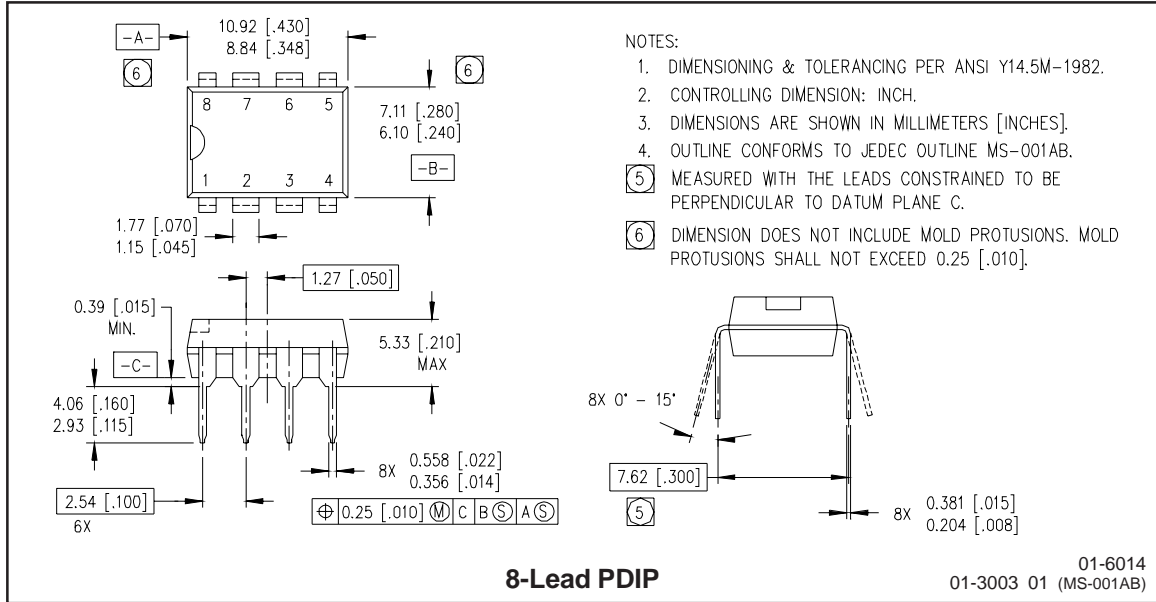 -A-
10.92 [.430]
8.84 [.348]
6
6
8 7 6 5
1 2 3 4
7.11 [.280]
6.10 [.240]
-B-
1.77 [.070]
1.15 [.045]
1.27 [.050]
0.39 [.015]
MIN.
-C-
5.33 [.210]
MAX
4.06 [.160]
2.93 [.115]
8X 0.558 [.022]
0.356 [.014]
2.54 [.100]
6X
⌖ 0.25 [.010] Ⓜ C B Ⓢ A Ⓢ
NOTES:
1. DIMENSIONING & TOLERANCING PER ANSI Y14.5M-1982.
2. CONTROLLING DIMENSION: INCH.
3. DIMENSIONS ARE SHOWN IN MILLIMETERS [INCHES].
4. OUTLINE CONFORMS TO JEDEC OUTLINE MS-001AB.
5 MEASURED WITH THE LEADS CONSTRAINED TO BE
PERPENDICULAR TO DATUM PLANE C.
6 DIMENSION DOES NOT INCLUDE MOLD PROTUSIONS. MOLD
PROTUSIONS SHALL NOT EXCEED 0.25 [.010].
8X 0° - 15°
7.62 [.300]
5
8X 0.381 [.015]
0.204 [.008]
8-Lead PDIP
01-6014
01-3003 01 (MS-001AB)